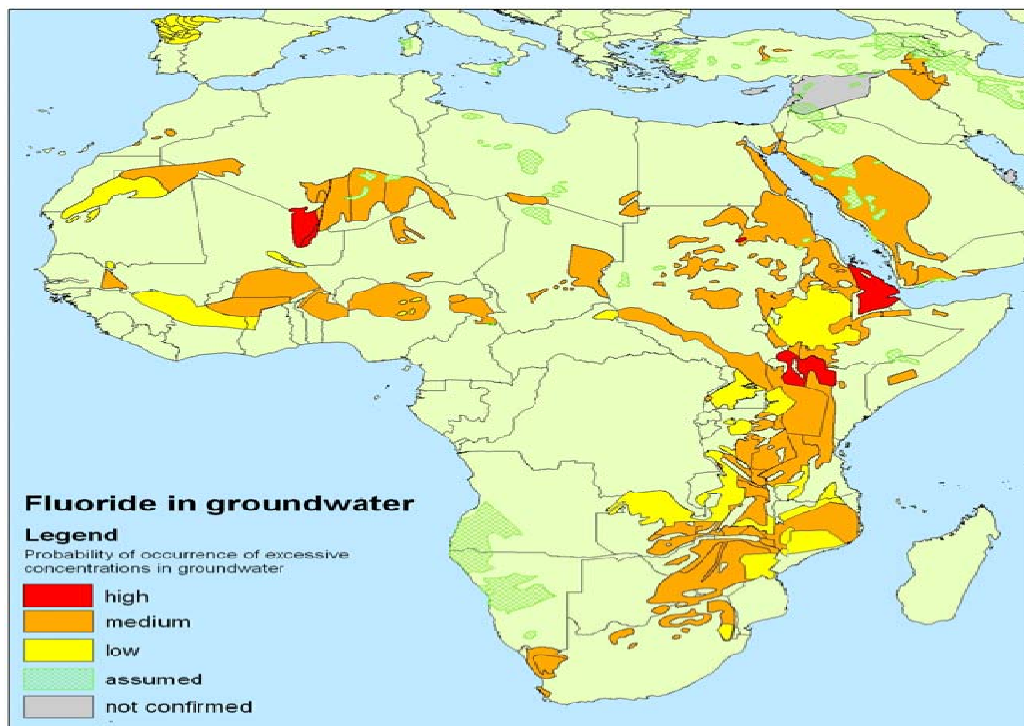 Fluoride in groundwater
Legend
Probability of occurrence of excessive
concentrations in groundwater
high
medium
low
assumed
not confirmed